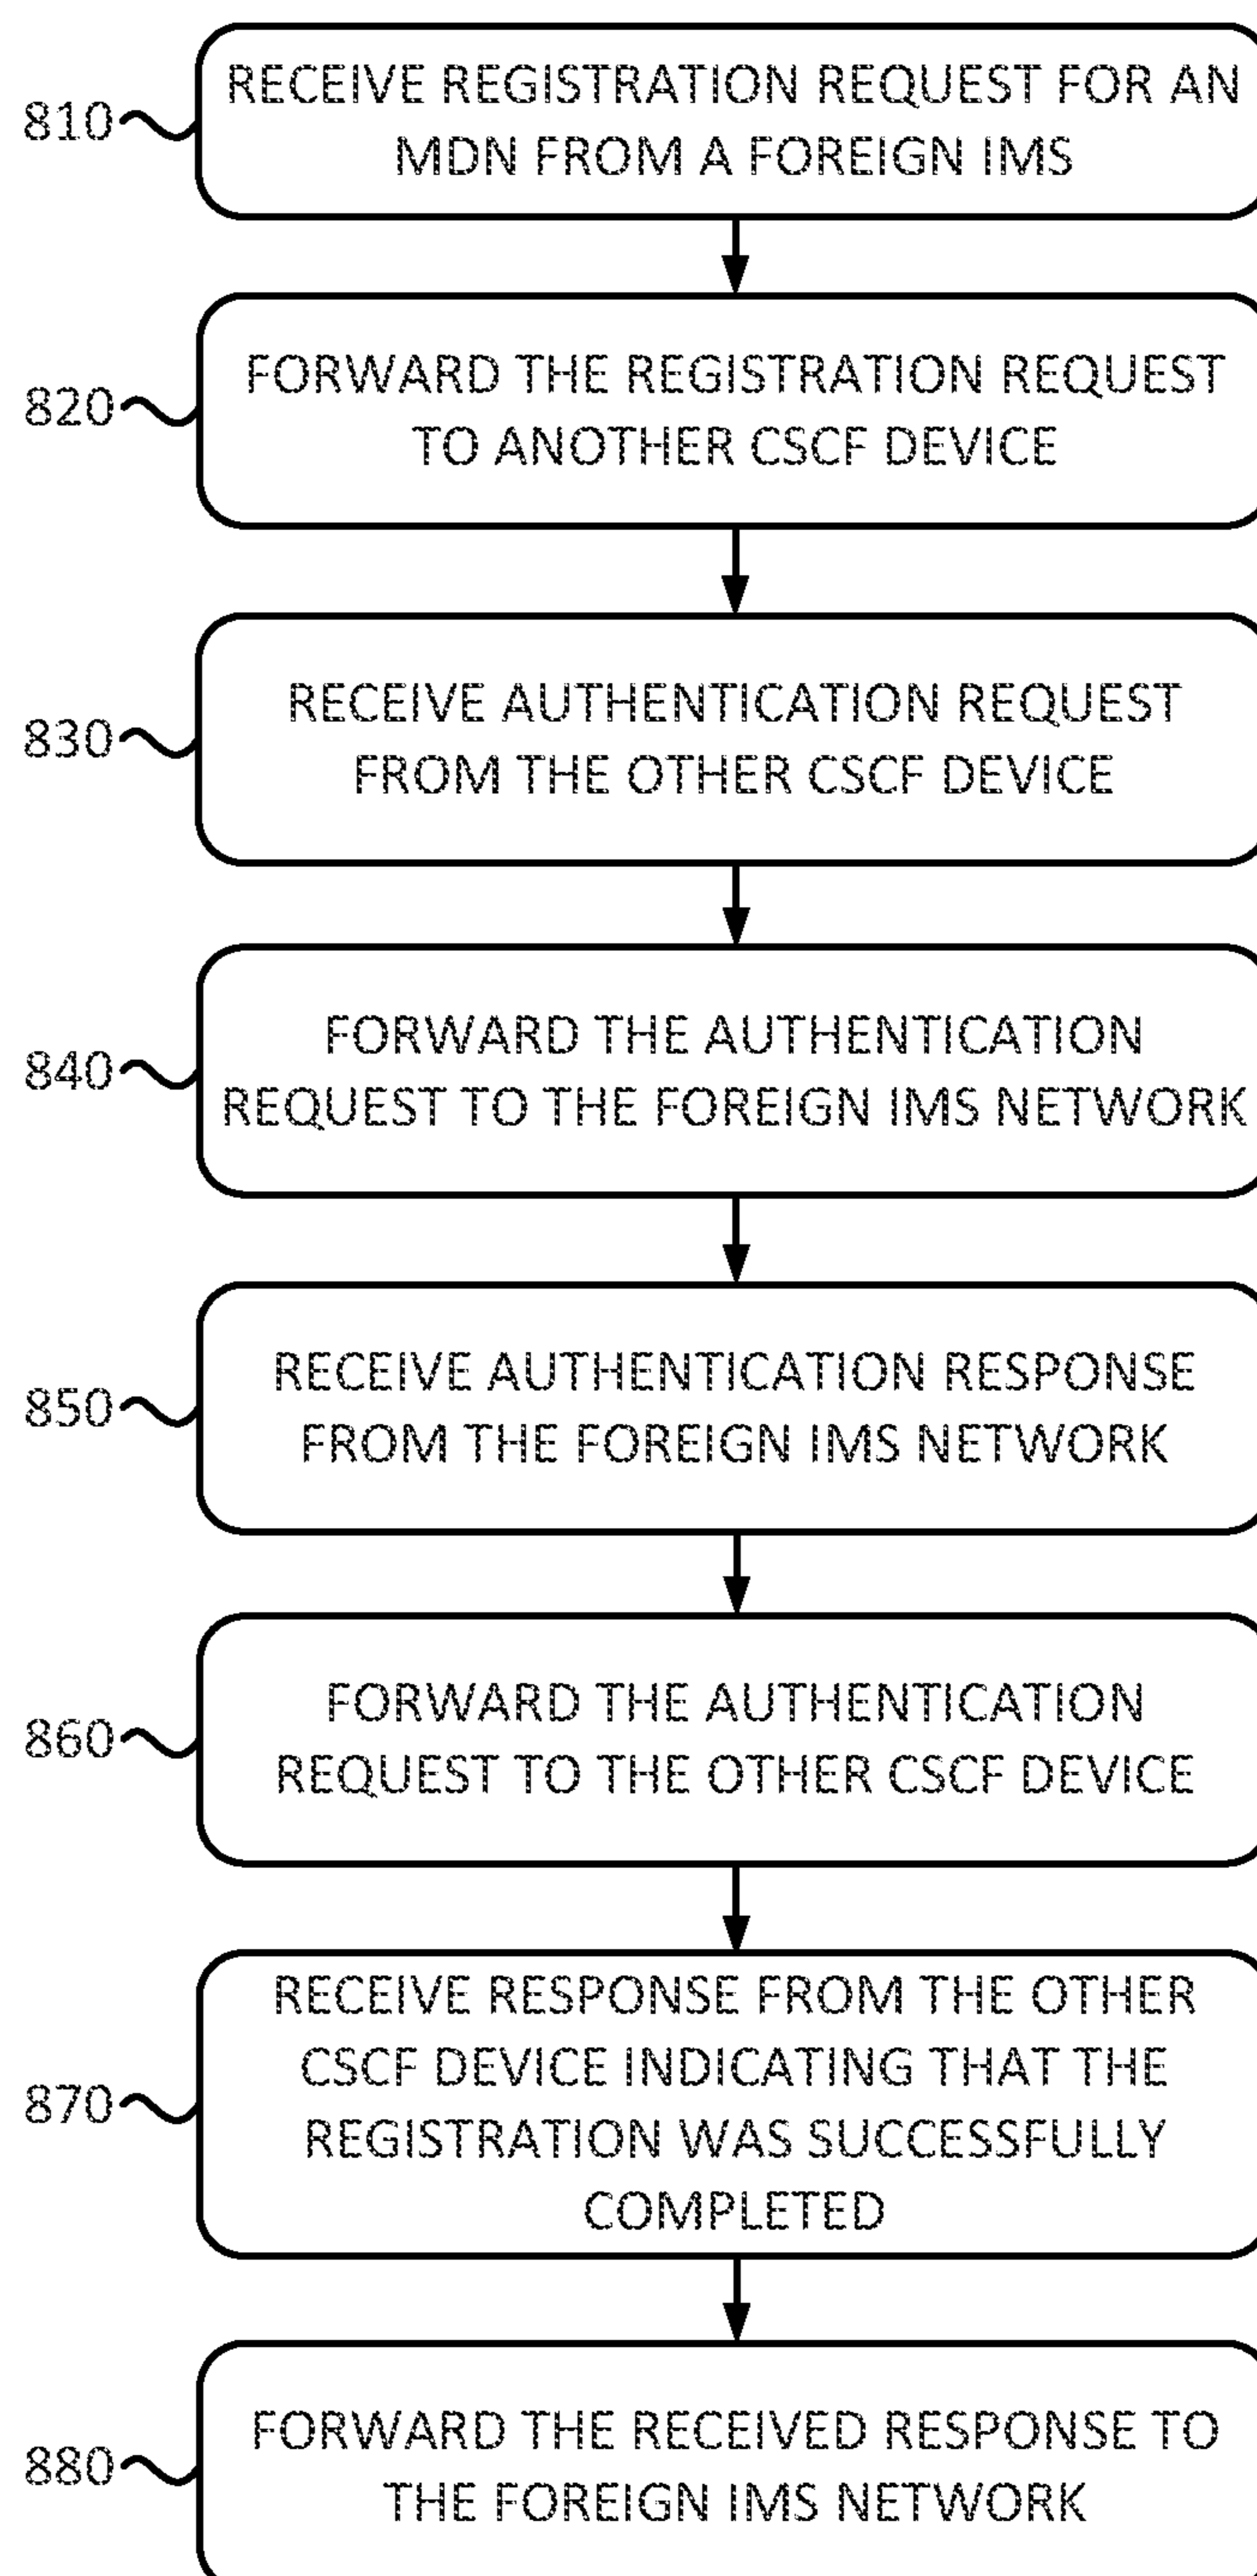 810
RECEIVE REGISTRATION REQUEST FOR AN
MDN FROM A FOREIGN IMS
820
FORWARD THE REGISTRATION REQUEST
TO ANOTHER CSCF DEVICE
830
RECEIVE AUTHENTICATION REQUEST
FROM THE OTHER CSCF DEVICE
840
FORWARD THE AUTHENTICATION
REQUEST TO THE FOREIGN IMS NETWORK
850
RECEIVE AUTHENTICATION RESPONSE
FROM THE FOREIGN IMS NETWORK
860
FORWARD THE AUTHENTICATION
REQUEST TO THE OTHER CSCF DEVICE
870
RECEIVE RESPONSE FROM THE OTHER
CSCF DEVICE INDICATING THAT THE
REGISTRATION WAS SUCCESSFULLY
COMPLETED
880
FORWARD THE RECEIVED RESPONSE TO
THE FOREIGN IMS NETWORK